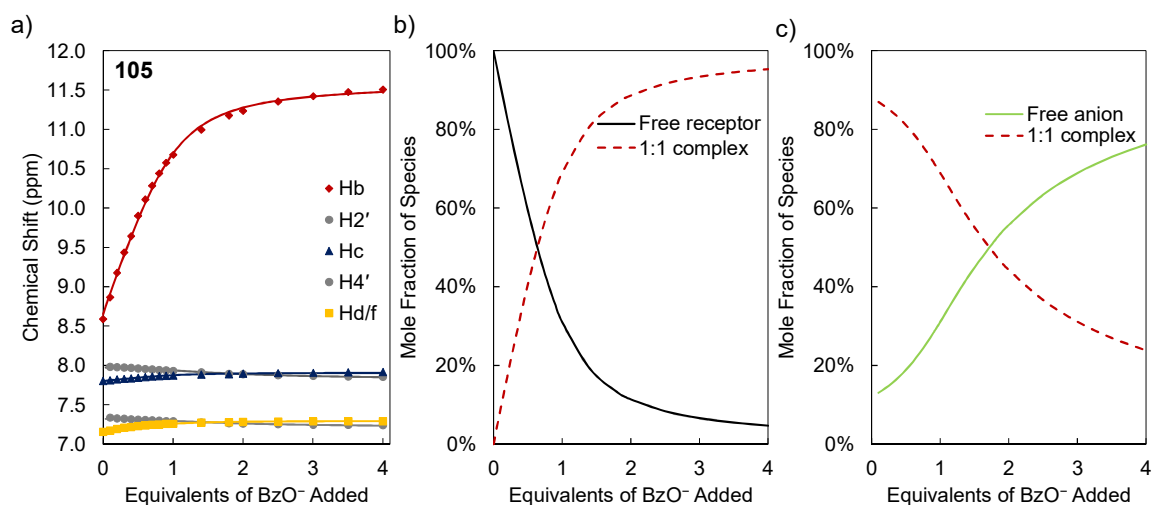 a)
12.0
11.5
11.0
10.5
10.0
9.5
9.0
8.5
8.0
7.5
7.0
Chemical Shift (ppm)
105
Hb
H2′
Hc
H4′
Hd/f
0 1 2 3 4
Equivalents of BzO⁻ Added
b)
100%
80%
60%
40%
20%
0%
Mole Fraction of Species
Free receptor
1:1 complex
0 1 2 3 4
Equivalents of BzO⁻ Added
c)
100%
80%
60%
40%
20%
0%
Mole Fraction of Species
Free anion
1:1 complex
0 1 2 3 4
Equivalents of BzO⁻ Added